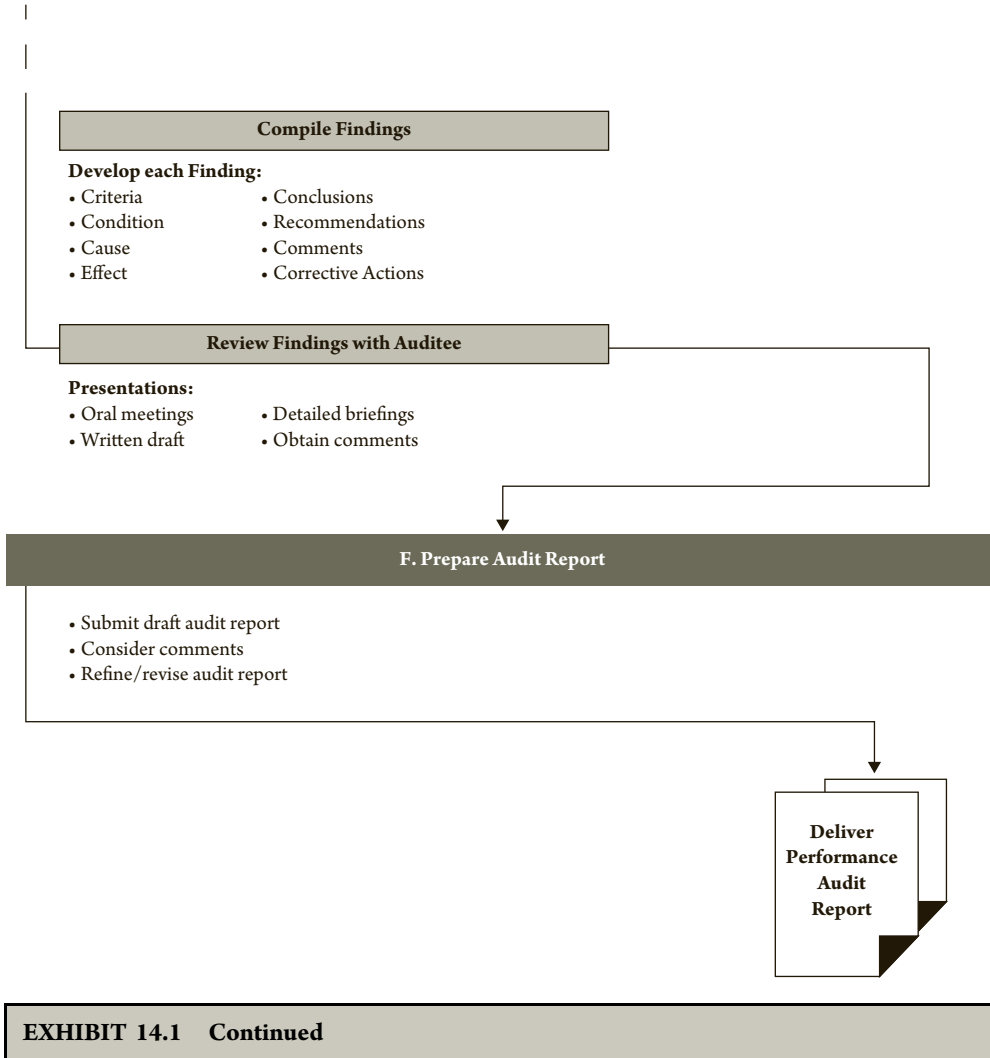 Compile Findings
Develop each Finding:
• Criteria
• Condition
• Cause
• Effect
• Conclusions
• Recommendations
• Comments
• Corrective Actions
Review Findings with Auditee
Presentations:
• Oral meetings
• Written draft
• Detailed briefings
• Obtain comments
F. Prepare Audit Report
• Submit draft audit report
• Consider comments
• Refine/revise audit report
Deliver
Performance
Audit
Report
EXHIBIT 14.1 Continued